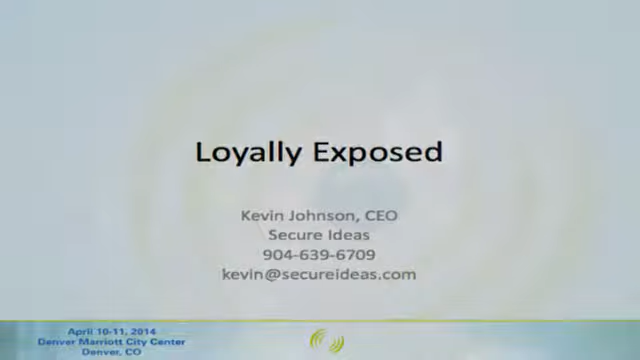 Loyally Exposed
Kevin Johnson, CEO
Secure Ideas
904-639-6709
kevin@secureideas.com
April 10-11, 2014
Denver Marriott City Center
Denver, CO